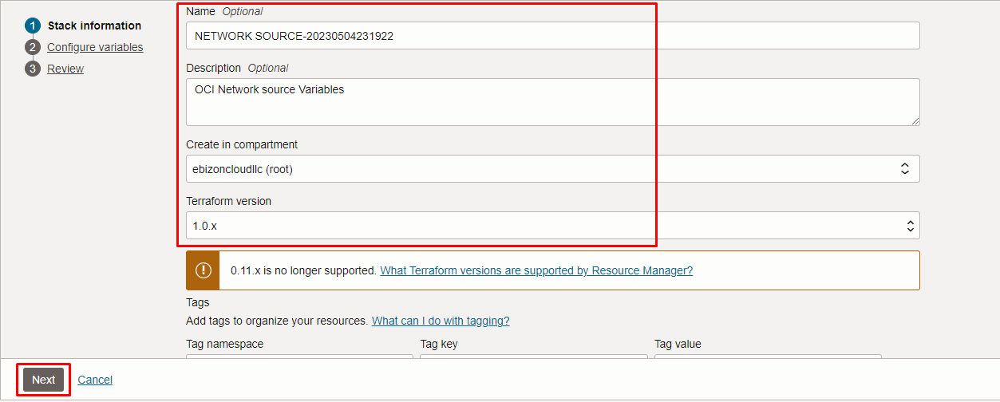 1 Stack information
2 Configure variables
3 Review
Name Optional
NETWORK SOURCE-20230504231922
Description Optional
OCI Network source Variables
Create in compartment
ebizoncloudllc (root)
Terraform version
1.0.x
0.11.x is no longer supported. What Terraform versions are supported by Resource Manager?
Tags
Add tags to organize your resources. What can I do with tagging?
Tag namespace Tag key Tag value
Next Cancel